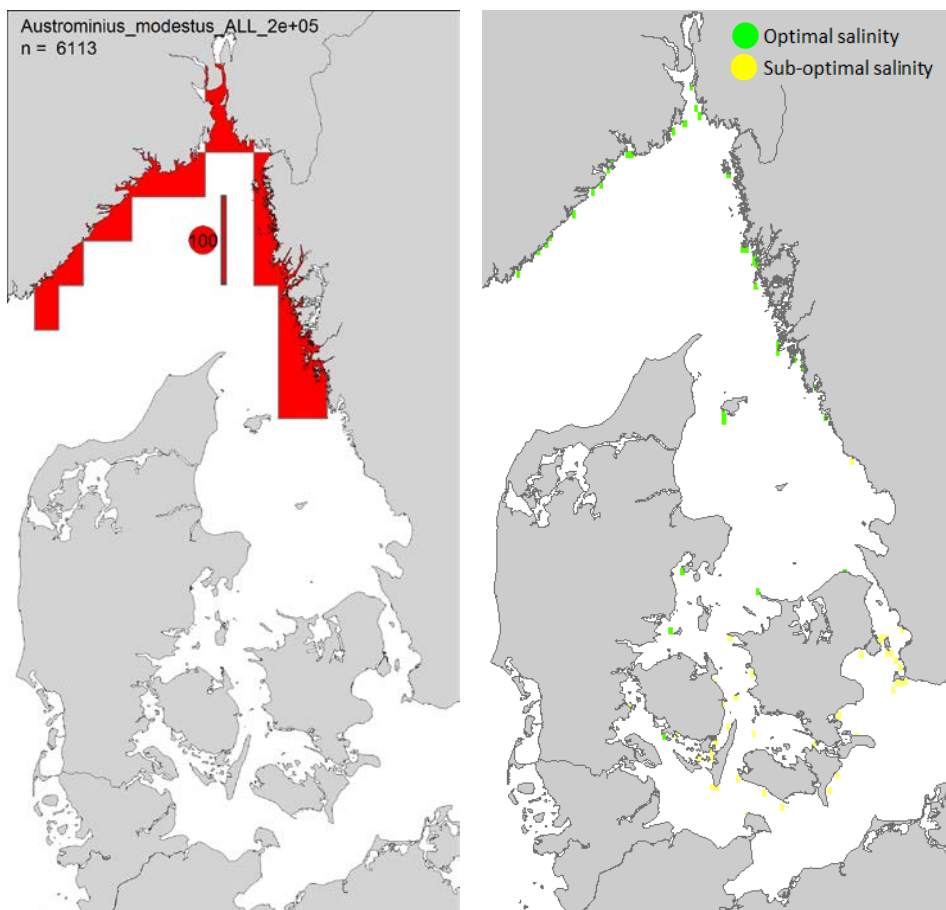 Austrominius_modestus_ALL_2e+05
n = 6113
100
Optimal salinity
Sub-optimal salinity